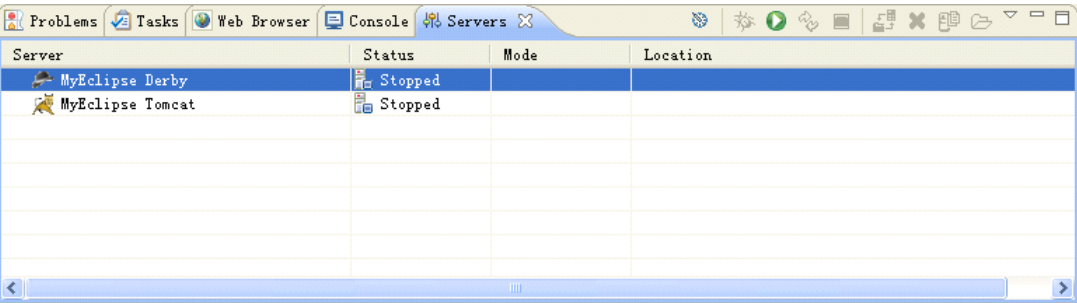 Problems Tasks Web Browser Console Servers
Server Status Mode Location
MyEclipse Derby Stopped
MyEclipse Tomcat Stopped